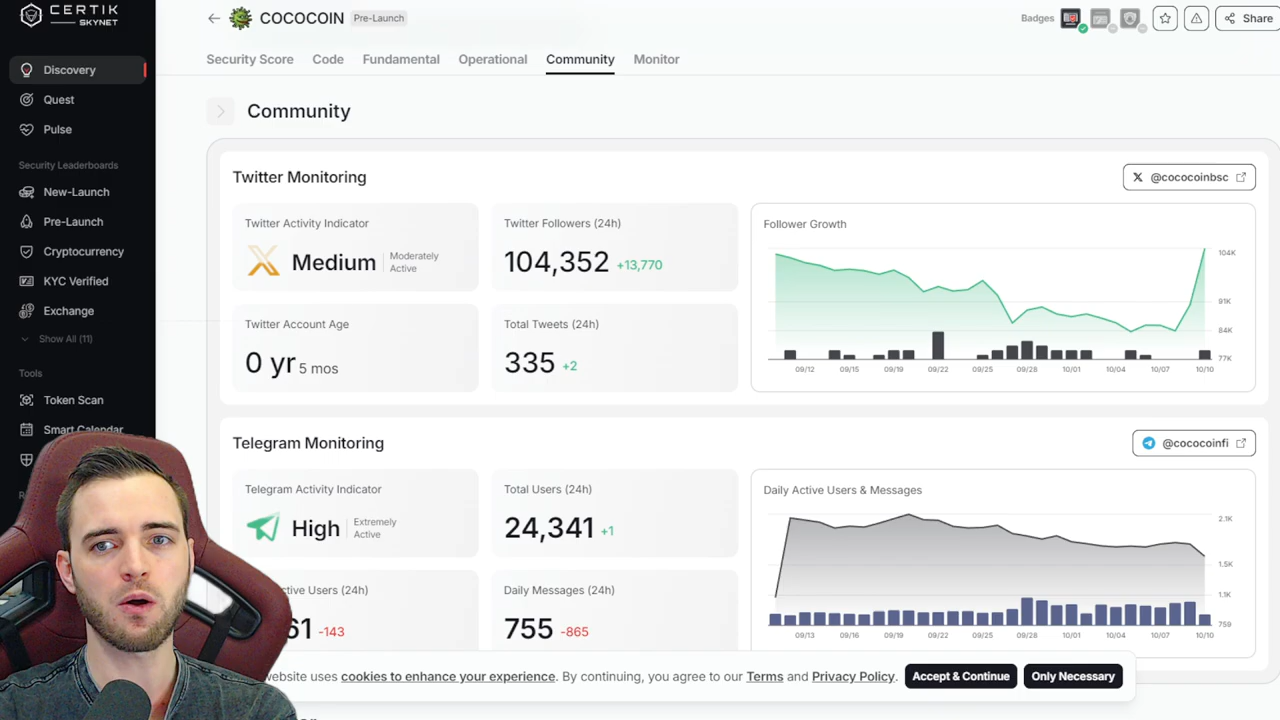 CERTIK
SKYNET
COCOCOIN Pre-Launch
Badges
Share
Discovery
Quest
Pulse
Security Leaderboards
New-Launch
Pre-Launch
Cryptocurrency
KYC Verified
Exchange
Show All (11)
Tools
Token Scan
Smart Calendar
Security Score Code Fundamental Operational Community Monitor
Community
Twitter Monitoring
@cococoinbsc
Twitter Activity Indicator
Medium
Moderately
Active
Twitter Followers (24h)
104,352 +13,770
Twitter Account Age
0 yr 5 mos
Total Tweets (24h)
335 +2
Follower Growth
104K
91K
84K
77K
09/12 09/15 09/19 09/22 09/25 09/28 10/01 10/04 10/07 10/10
Telegram Monitoring
@cococoinfi
Telegram Activity Indicator
High
Extremely
Active
Total Users (24h)
24,341 +1
Users (24h)
-143
Daily Messages (24h)
755 -865
Daily Active Users & Messages
2.1K
1.5K
1.1K
759
09/13 09/16 09/19 09/22 09/25 09/28 10/01 10/04 10/07 10/10
website uses cookies to enhance your experience. By continuing, you agree to our Terms and Privacy Policy.
Accept & Continue
Only Necessary